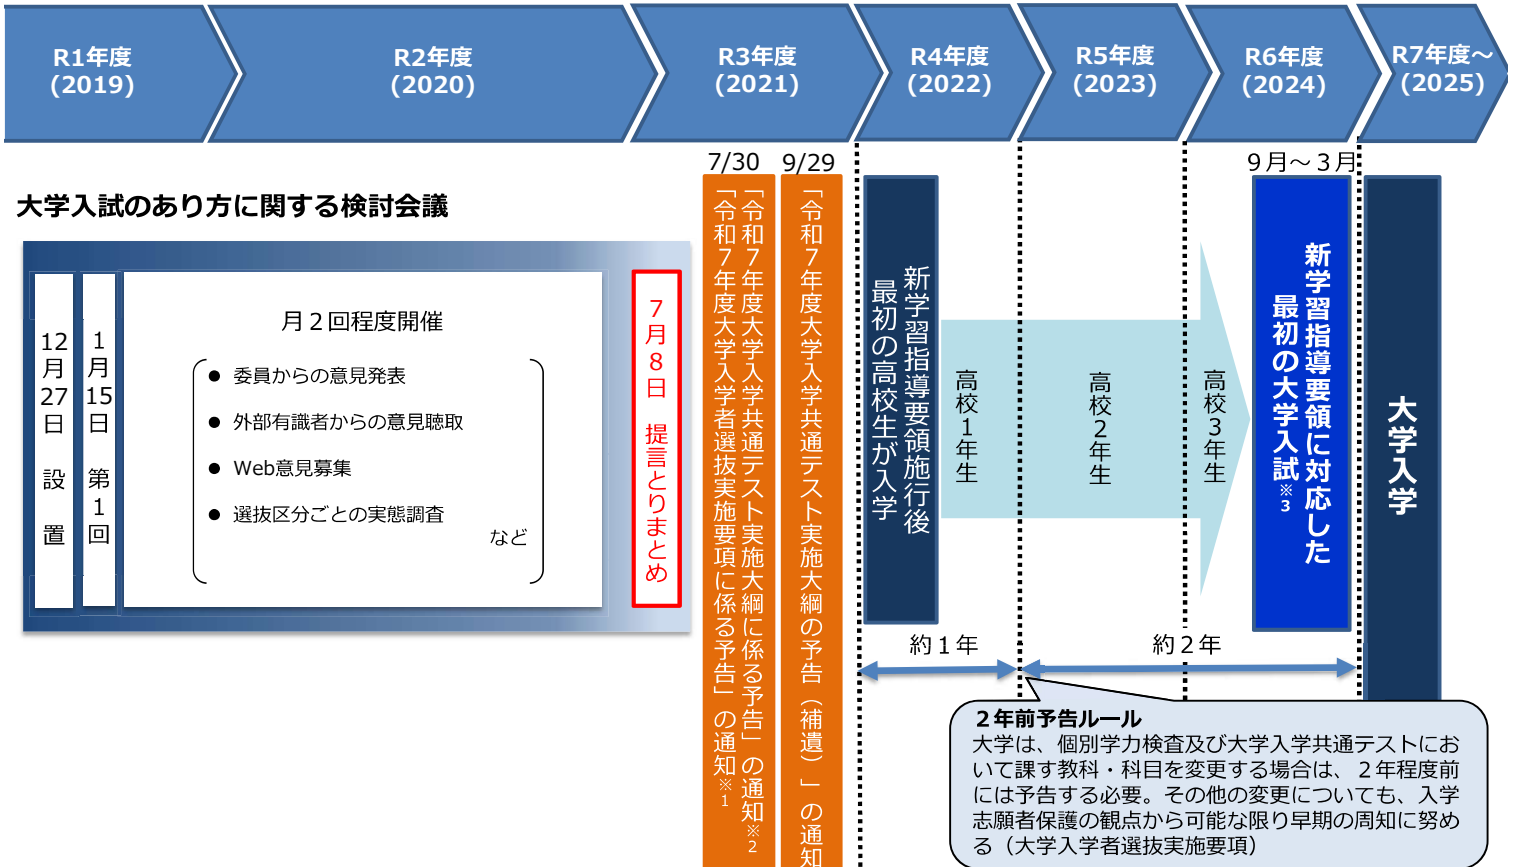 R1年度
(2019)
R2年度
(2020)
R3年度
(2021)
R4年度
(2022)
R5年度
(2023)
R6年度
(2024)
R7年度～
(2025)
大学入試のあり方に関する検討会議
12月27日 設置
1月15日 第1回
月２回程度開催
● 委員からの意見発表
● 外部有識者からの意見聴取
● Web意見募集
● 選抜区分ごとの実態調査
など
７月８日 提言とりまとめ
7/30
「令和７年度大学入学共通テスト実施大綱に係る予告」の通知※2
「令和７年度大学入学者選抜実施要項に係る予告」の通知※1
9/29
「令和７年度大学入学共通テスト実施大綱の予告（補遺）」の通知
新学習指導要領施行後
最初の高校生が入学
高校１年生
高校２年生
高校３年生
９月～３月
新学習指導要領に対応した
最初の大学入試※3
大学入学
約１年
約２年
２年前予告ルール
大学は、個別学力検査及び大学入学共通テストにお
いて課す教科・科目を変更する場合は、２年程度前
には予告する必要。その他の変更についても、入学
志願者保護の観点から可能な限り早期の周知に努め
る（大学入学者選抜実施要項）